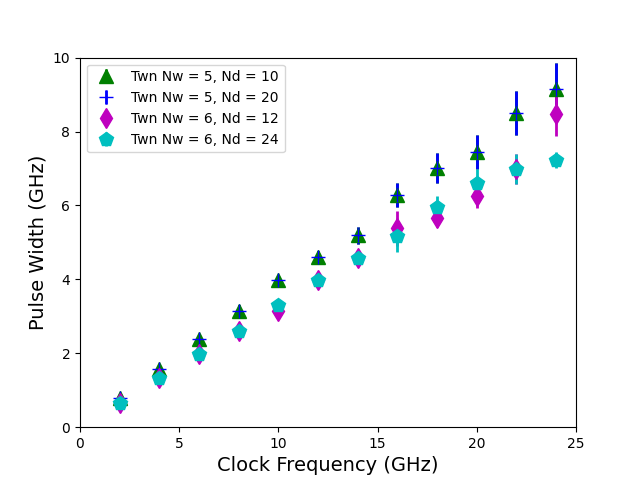 10
8
6
4
2
0
Pulse Width (GHz)
Twn Nw = 5, Nd = 10
Twn Nw = 5, Nd = 20
Twn Nw = 6, Nd = 12
Twn Nw = 6, Nd = 24
0 5 10 15 20 25
Clock Frequency (GHz)